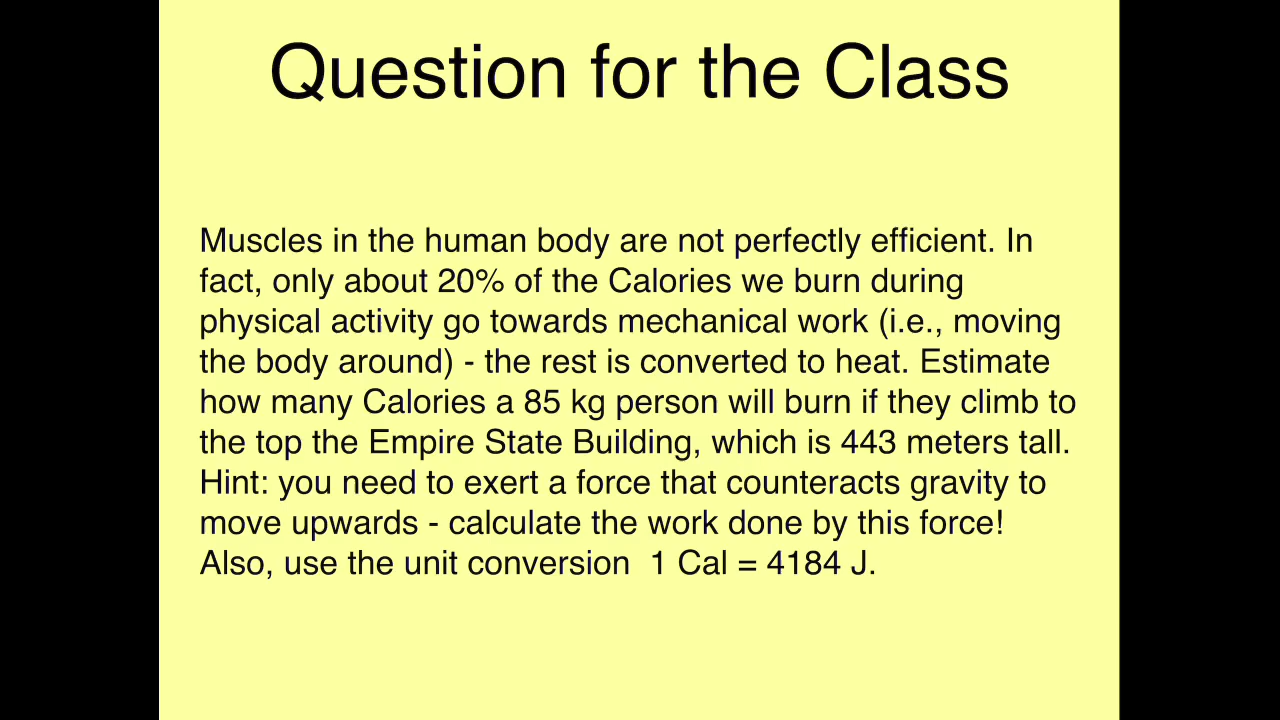 Question for the Class
Muscles in the human body are not perfectly efficient. In
fact, only about 20% of the Calories we burn during
physical activity go towards mechanical work (i.e., moving
the body around) - the rest is converted to heat. Estimate
how many Calories a 85 kg person will burn if they climb to
the top the Empire State Building, which is 443 meters tall.
Hint: you need to exert a force that counteracts gravity to
move upwards - calculate the work done by this force!
Also, use the unit conversion  1 Cal = 4184 J.